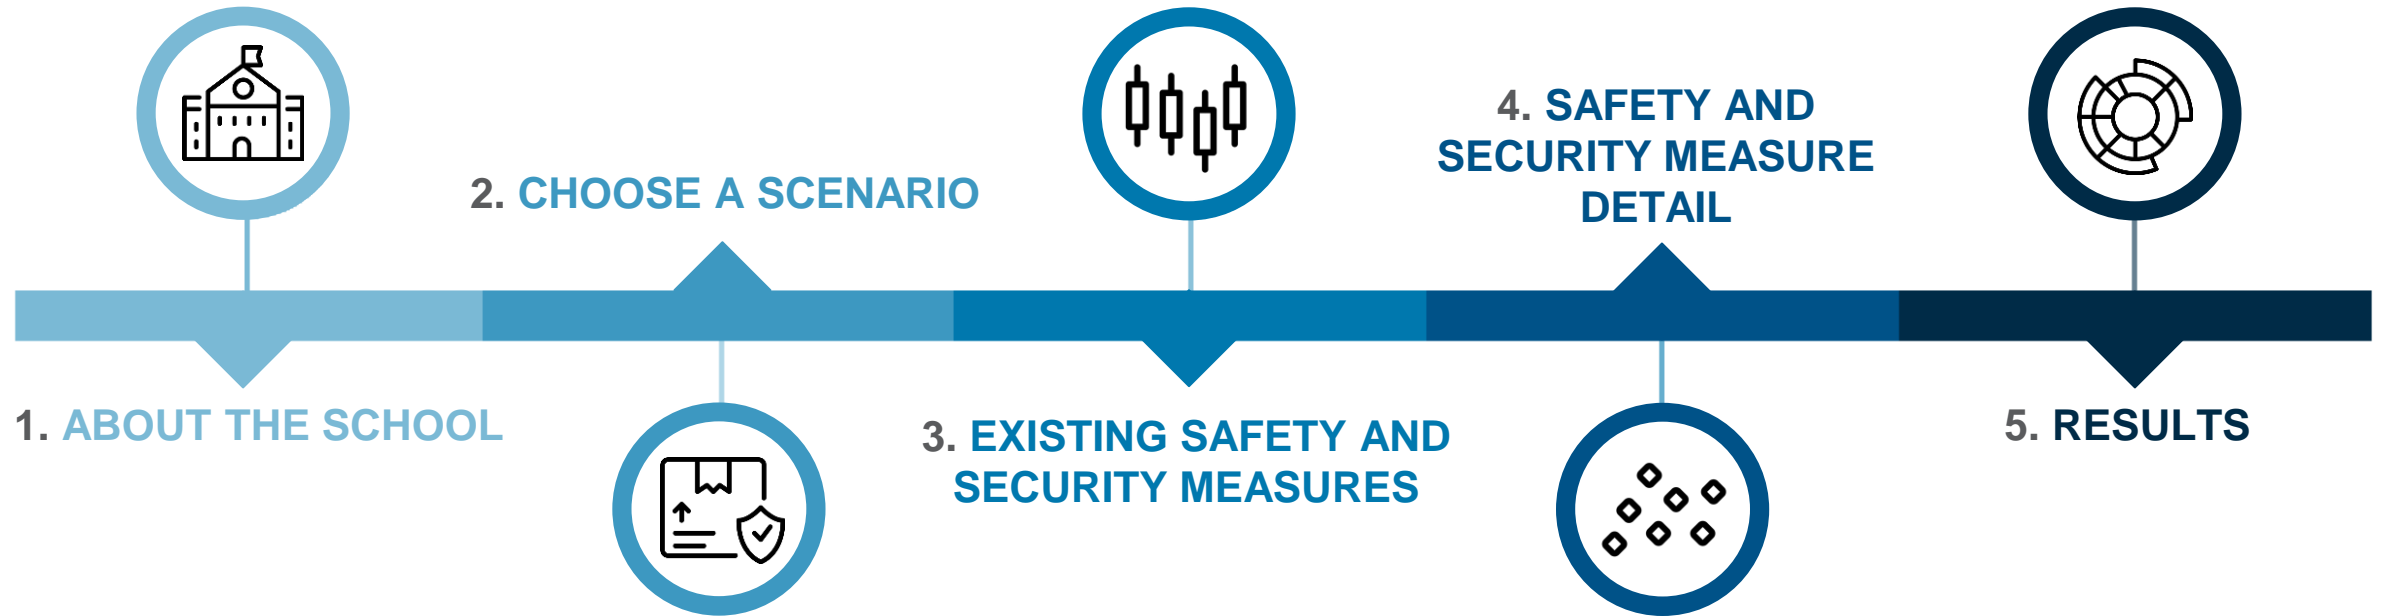 1. ABOUT THE SCHOOL
2. CHOOSE A SCENARIO
3. EXISTING SAFETY AND
SECURITY MEASURES
4. SAFETY AND
SECURITY MEASURE
DETAIL
5. RESULTS